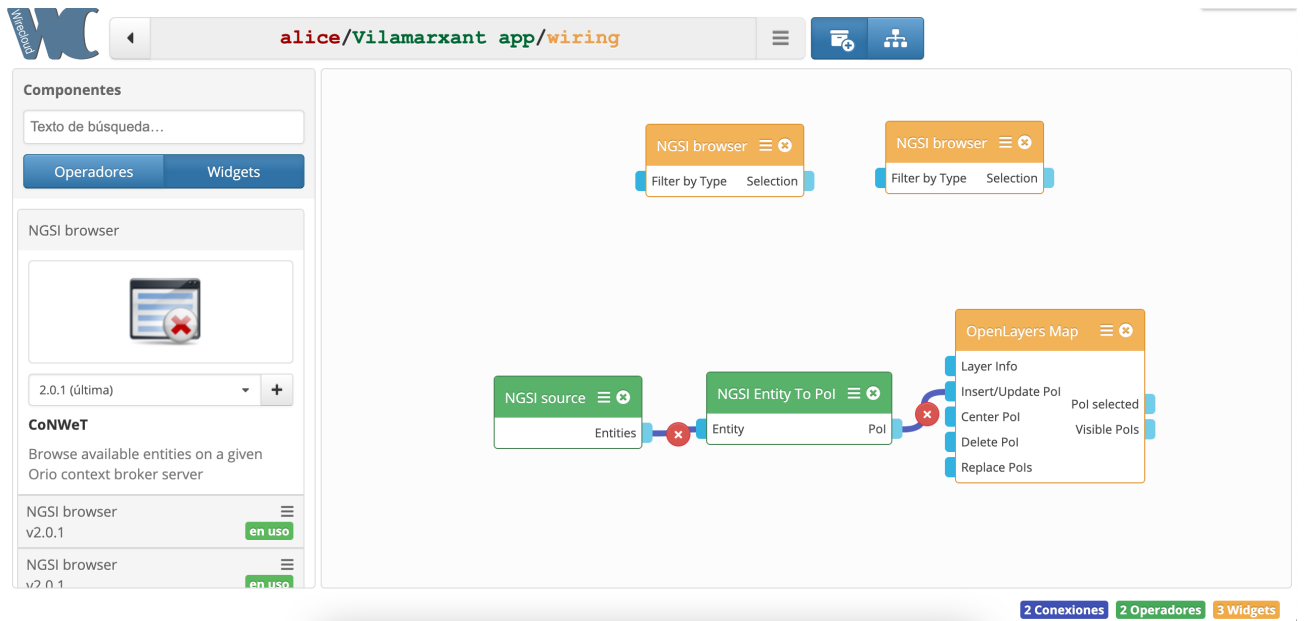 Wirecloud
WC
alice/Vilamarxant app/wiring
Componentes
Texto de búsqueda...
Operadores
Widgets
NGSI browser
2.0.1 (última)
CoNWeT
Browse available entities on a given
Orio context broker server
NGSI browser
v2.0.1
en uso
NGSI browser
v2.0.1
en uso
NGSI browser
Filter by Type Selection
NGSI browser
Filter by Type Selection
NGSI source
Entities
NGSI Entity To PoI
Entity PoI
OpenLayers Map
Layer Info
Insert/Update PoI
Center PoI
Delete PoI
Replace PoIs
PoI selected
Visible PoIs
2 Conexiones 2 Operadores 3 Widgets